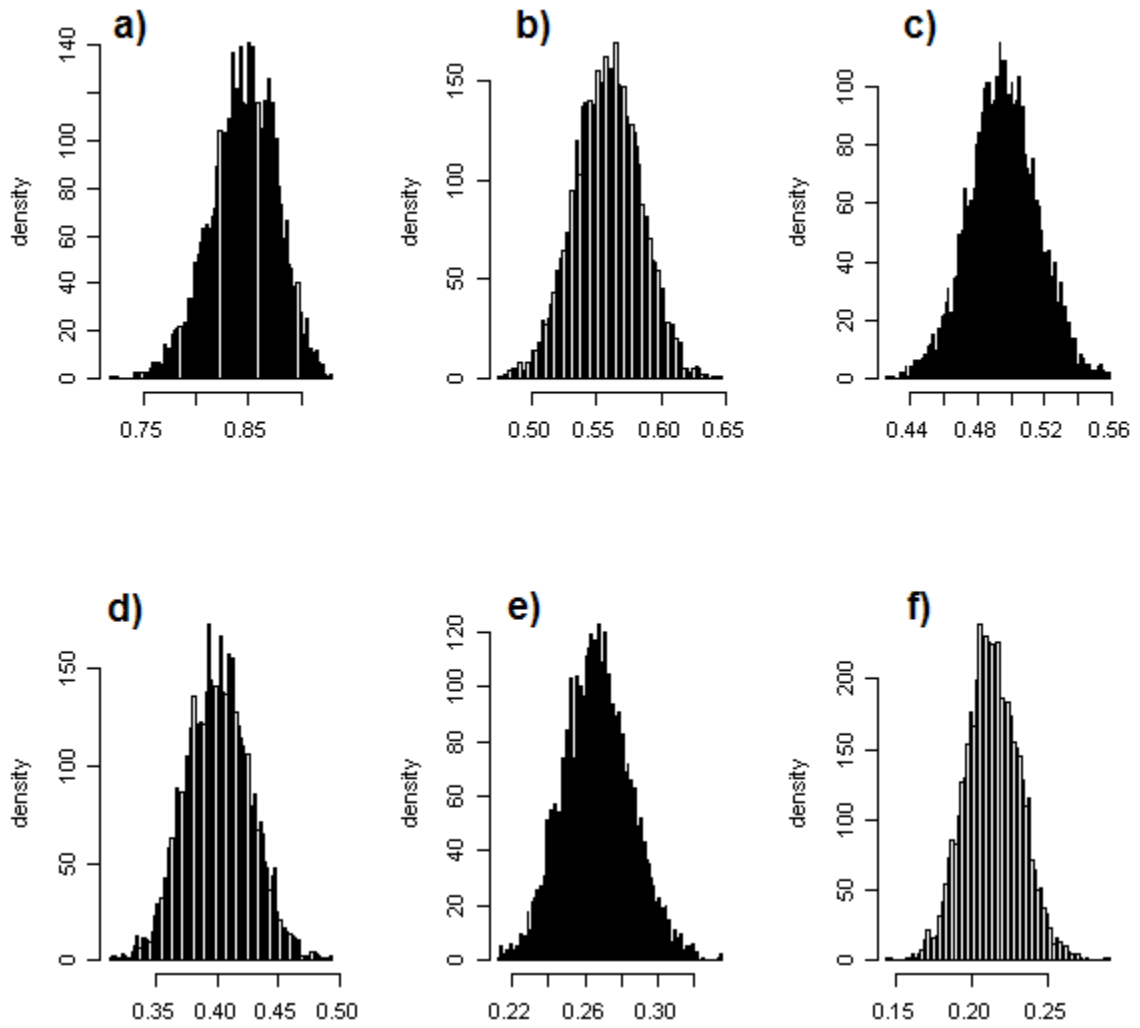 a) b) c)
density
0 20 40 60 80 100 140
0.75 0.85
density
0 50 100 150
0.50 0.55 0.60 0.65
density
0 20 40 60 80 100
0.44 0.48 0.52 0.56
d) e) f)
density
0 50 100 150
0.35 0.40 0.45 0.50
density
0 20 40 60 80 100 120
0.22 0.26 0.30
density
0 50 100 150 200
0.15 0.20 0.25